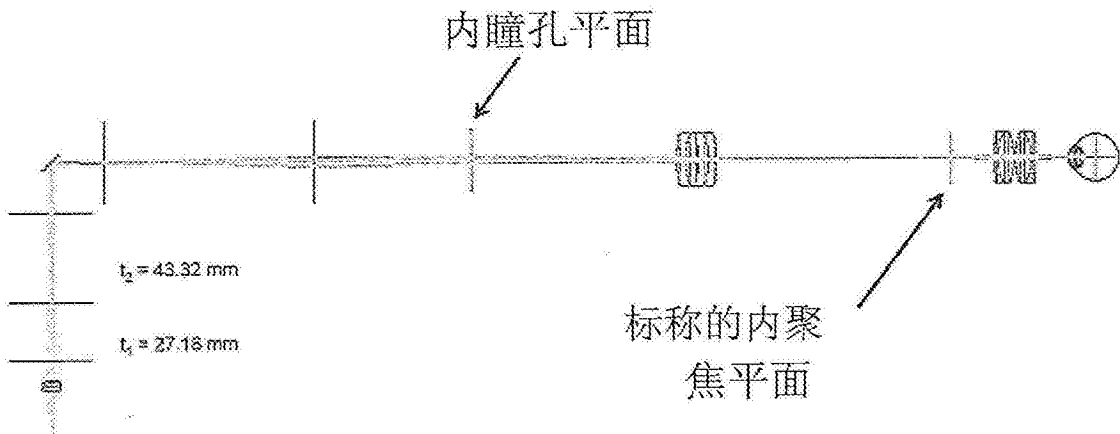 内瞳孔平面
t₂ = 43.32 mm
t₁ = 27.16 mm
标称的内聚
焦平面